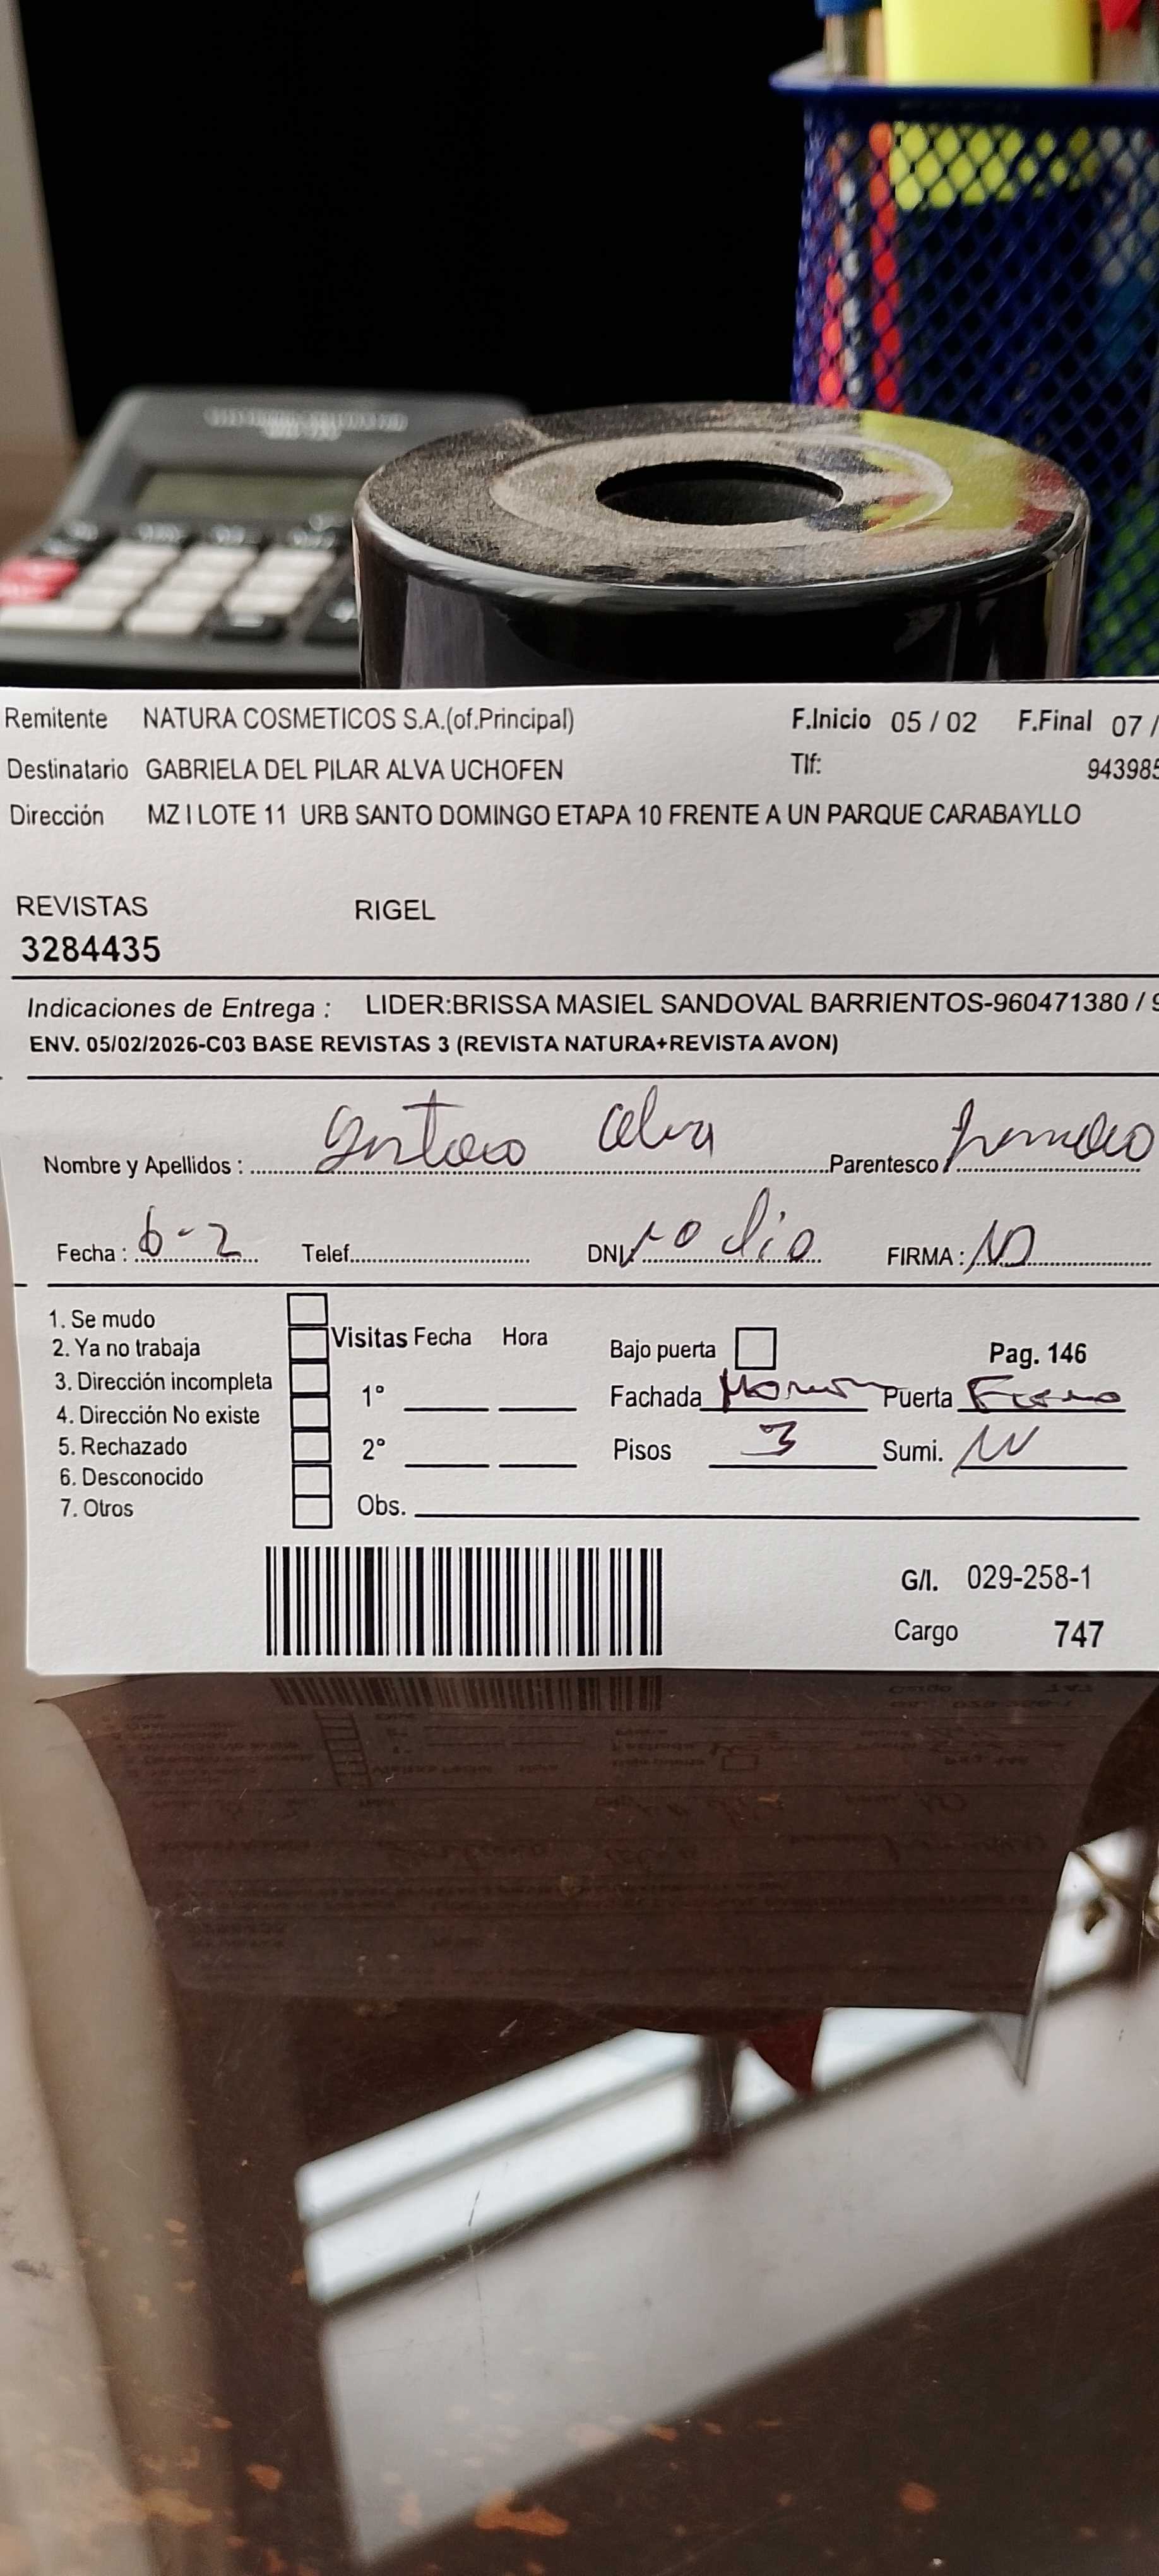 Remitente NATURA COSMETICOS S.A.(of.Principal) F.Inicio 05 / 02 F.Final 07 /
Destinatario GABRIELA DEL PILAR ALVA UCHOFEN Tlf: 943985
Dirección MZ I LOTE 11 URB SANTO DOMINGO ETAPA 10 FRENTE A UN PARQUE CARABAYLLO
REVISTAS RIGEL
3284435
Indicaciones de Entrega : LIDER:BRISSA MASIEL SANDOVAL BARRIENTOS-960471380 / 9
ENV. 05/02/2026-C03 BASE REVISTAS 3 (REVISTA NATURA+REVISTA AVON)
Nombre y Apellidos : Gustavo Alva Parentesco
Fecha : 6-2 Telef. DNI no dio FIRMA :
1. Se mudo
2. Ya no trabaja Visitas Fecha Hora Bajo puerta Pag. 146
3. Dirección incompleta 1° Fachada Puerta
4. Dirección No existe
5. Rechazado 2° Pisos 3 Sumi.
6. Desconocido
7. Otros Obs.
G/I. 029-258-1
Cargo 747